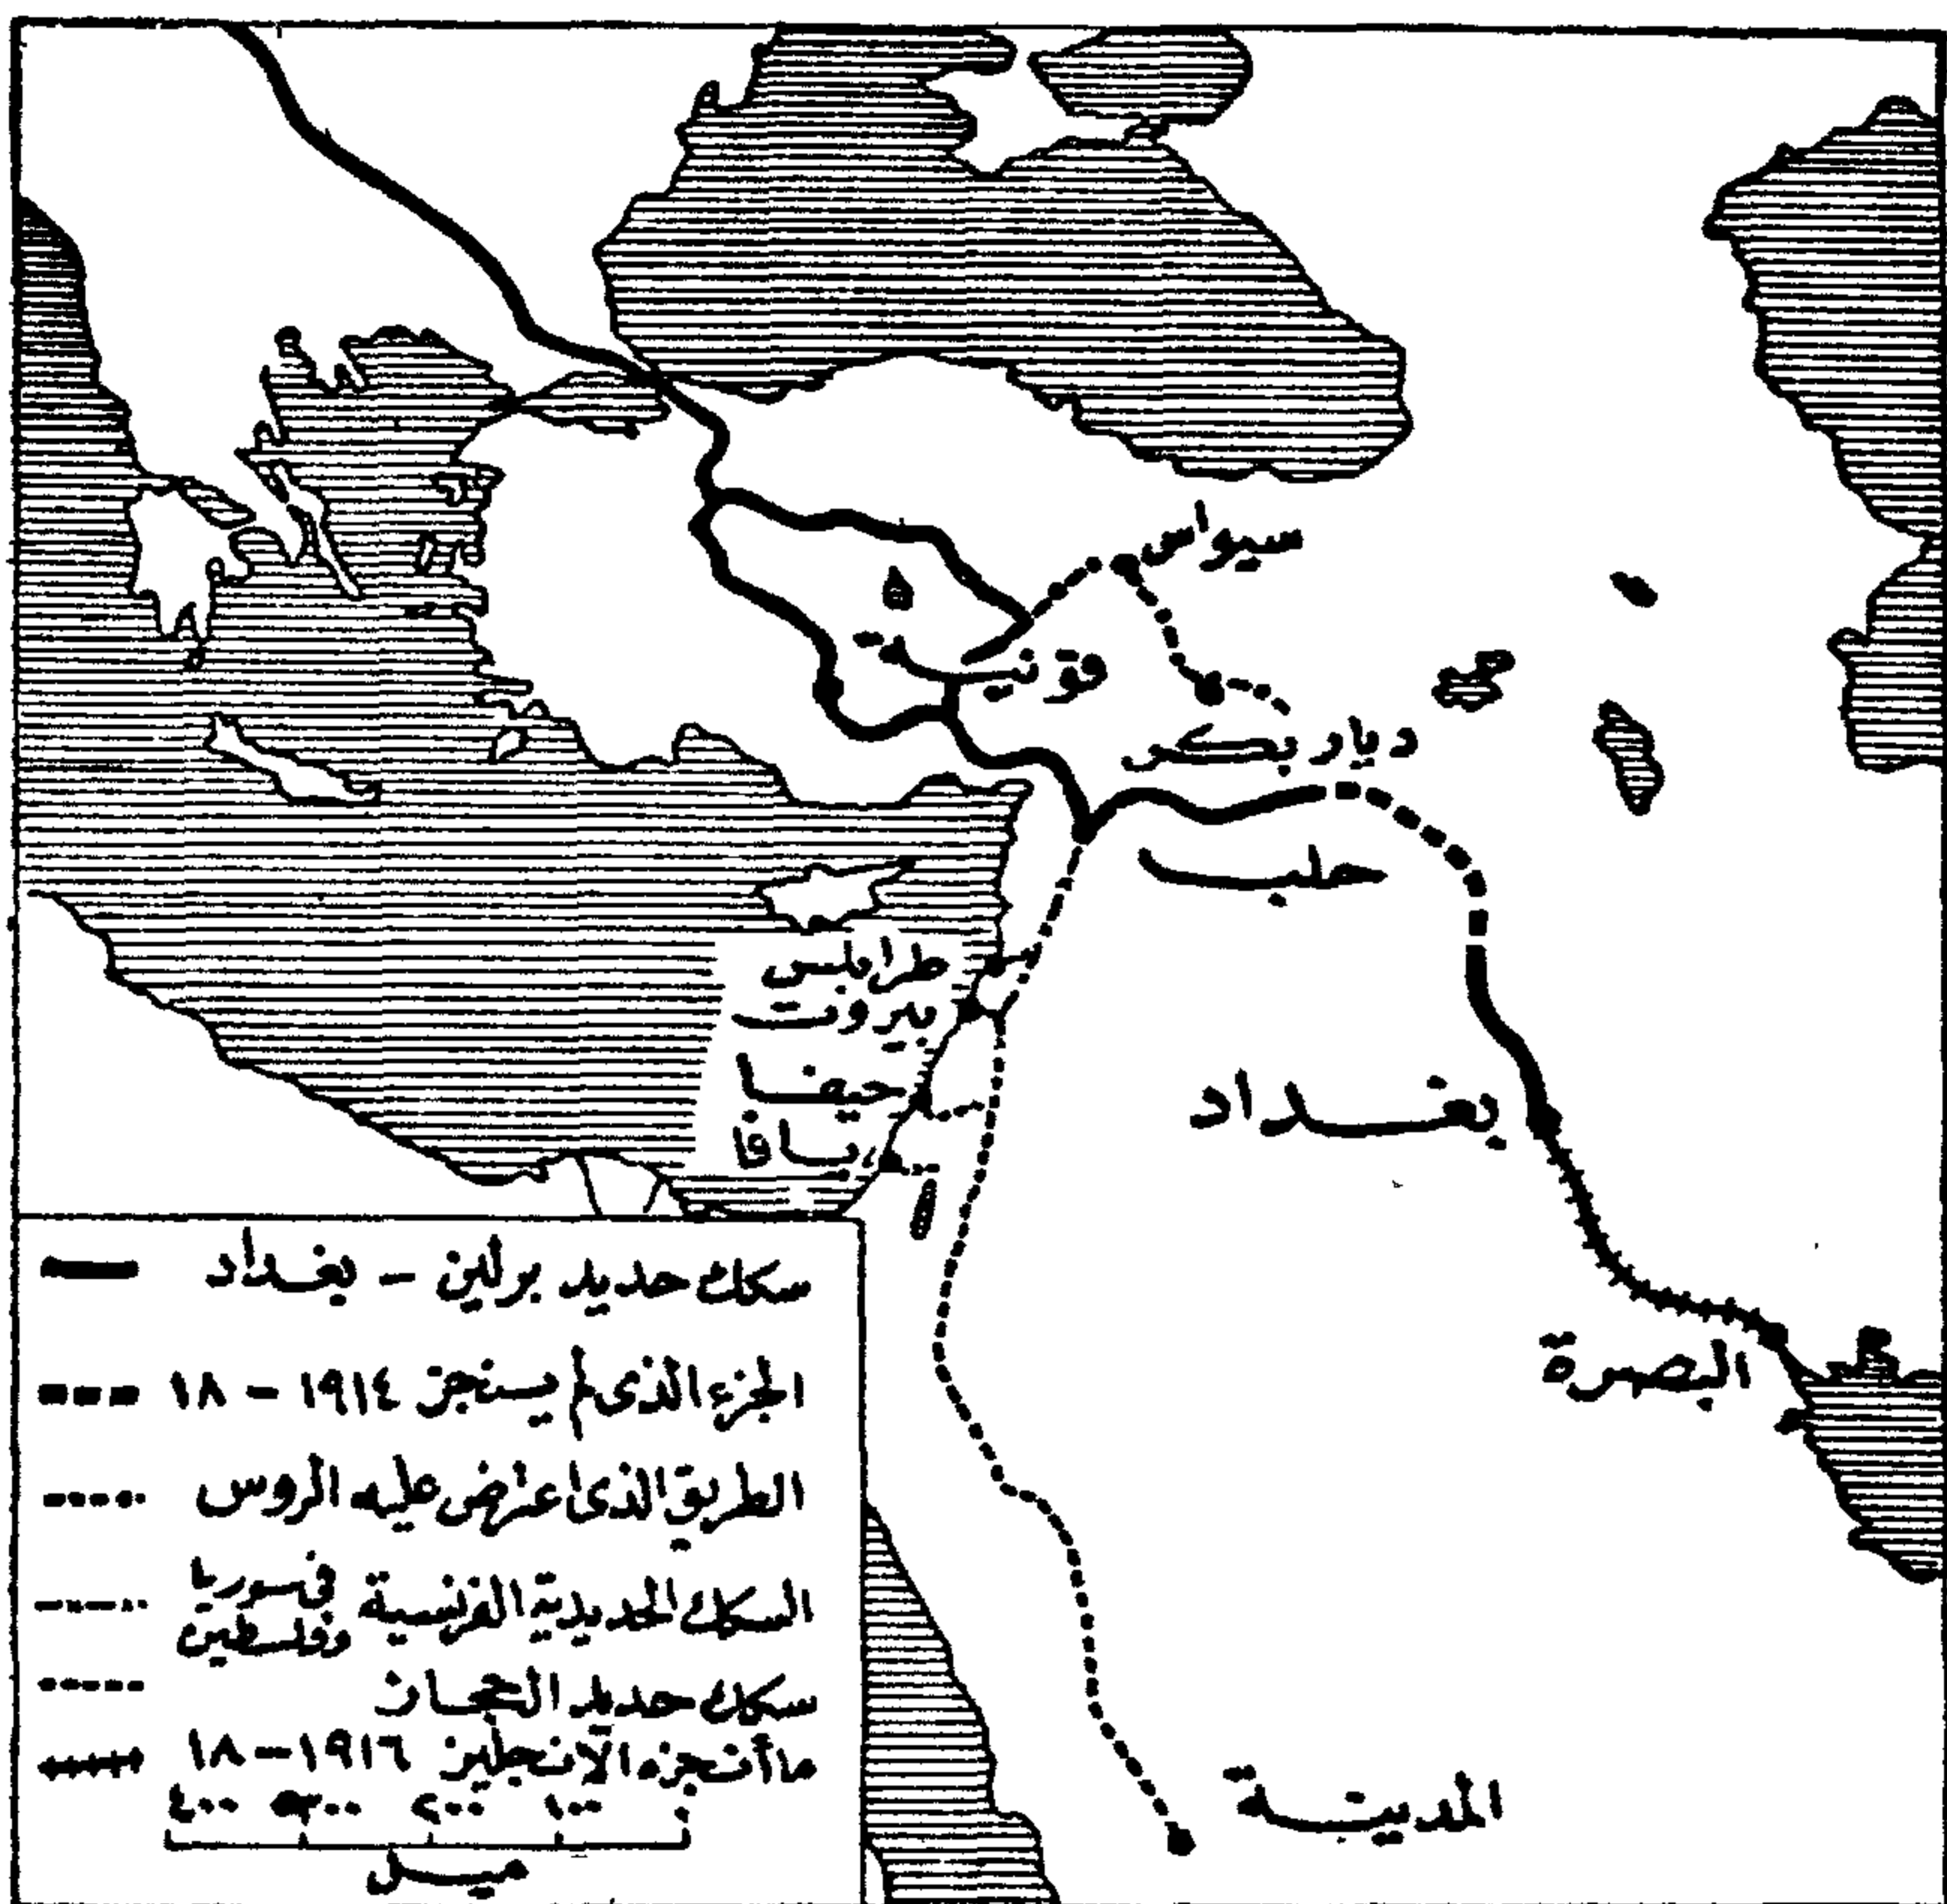 سيواس
قونية
ديار بكر
حلب
طرابلس
بيروت
حيفا
يافا
بغداد
البصرة
المدينة
سكك حديد برلين - بغداد
الجزء الذى لم ينجز ١٩١٤ - ١٨
الطريق الذى اعترض عليه الروس
السكك الحديدية الفرنسية فى سوريا وفلسطين
سكك حديد الحجاز
ما أنجزه الانجليز ١٩١٦ - ١٨
٤٠٠ ٣٠٠ ٢٠٠ ١٠٠ ٠
ميل